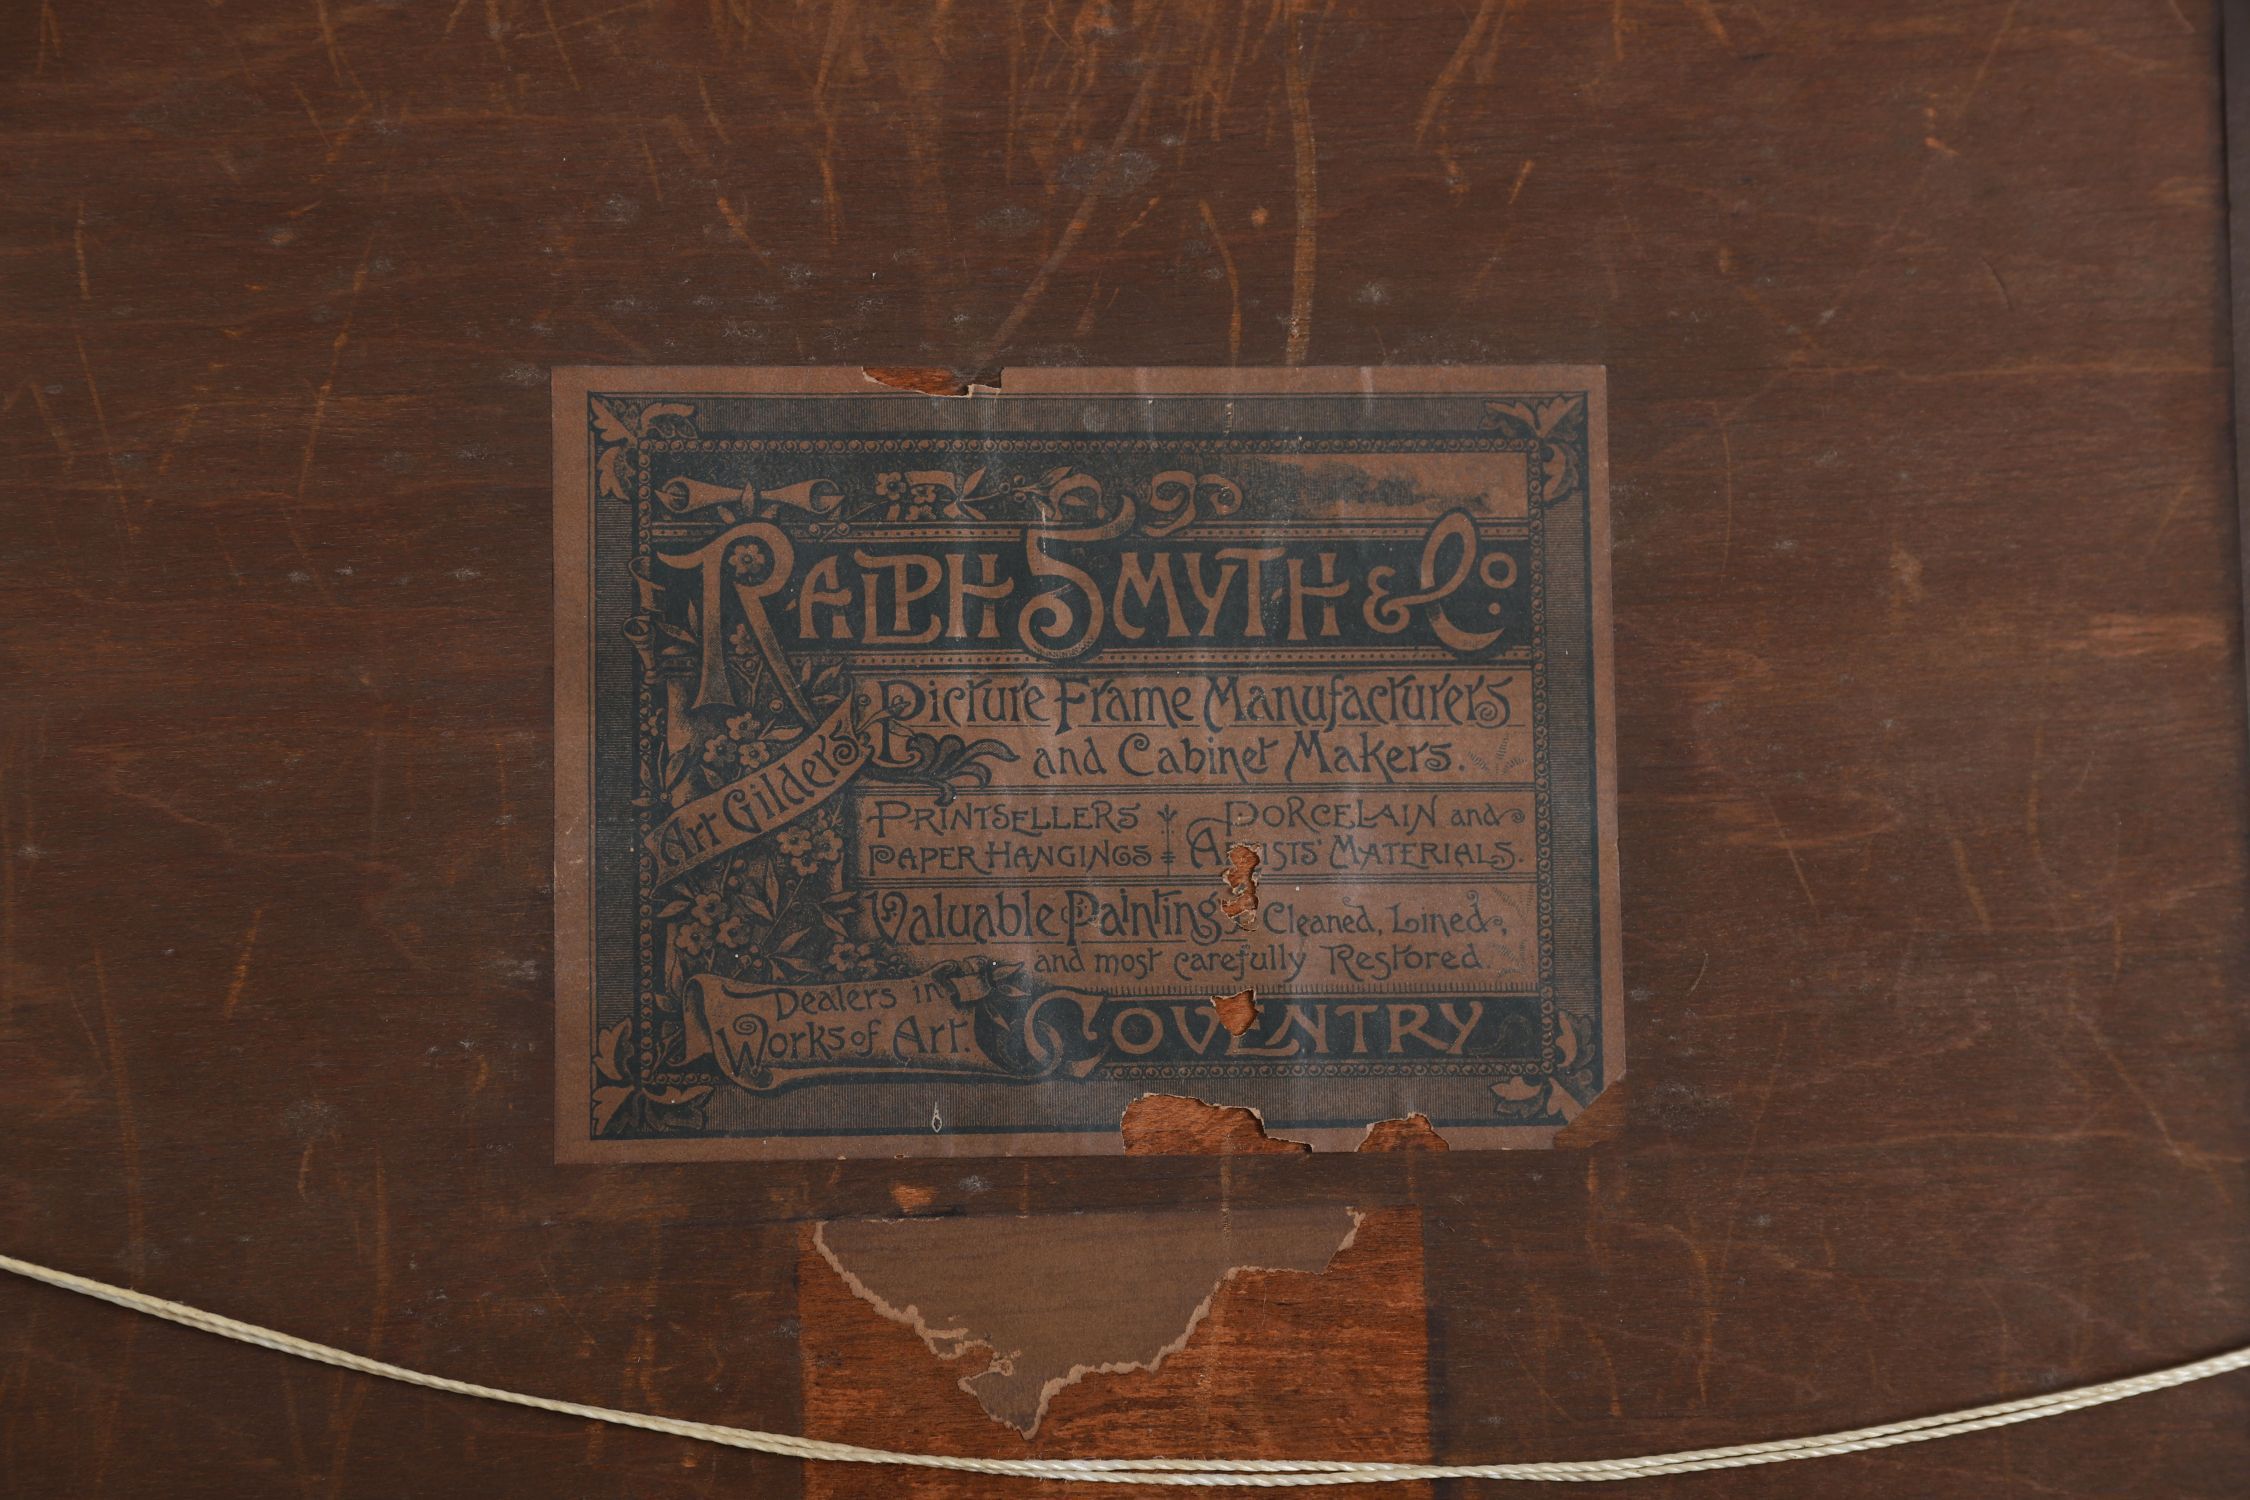 Ralph Smyth & Co.
Art Gilders
Picture Frame Manufacturers
and Cabinet Makers.
Printsellers
Paper Hangings
Porcelain and
Artists' Materials.
Valuable Paintings Cleaned, Lined,
and most carefully Restored.
Dealers in
Works of Art.
Coventry